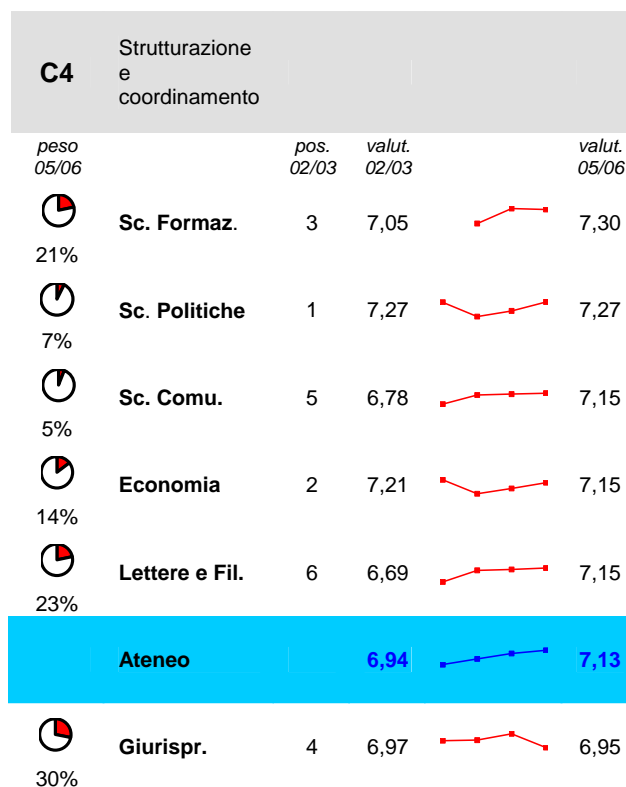 C4 Strutturazione
e
coordinamento
peso pos. valut. valut.
05/06 02/03 02/03 05/06
Sc. Formaz. 3 7,05 7,30
21%
Sc. Politiche 1 7,27 7,27
7%
Sc. Comu. 5 6,78 7,15
5%
Economia 2 7,21 7,15
14%
Lettere e Fil. 6 6,69 7,15
23%
Ateneo 6,94 7,13
Giurispr. 4 6,97 6,95
30%